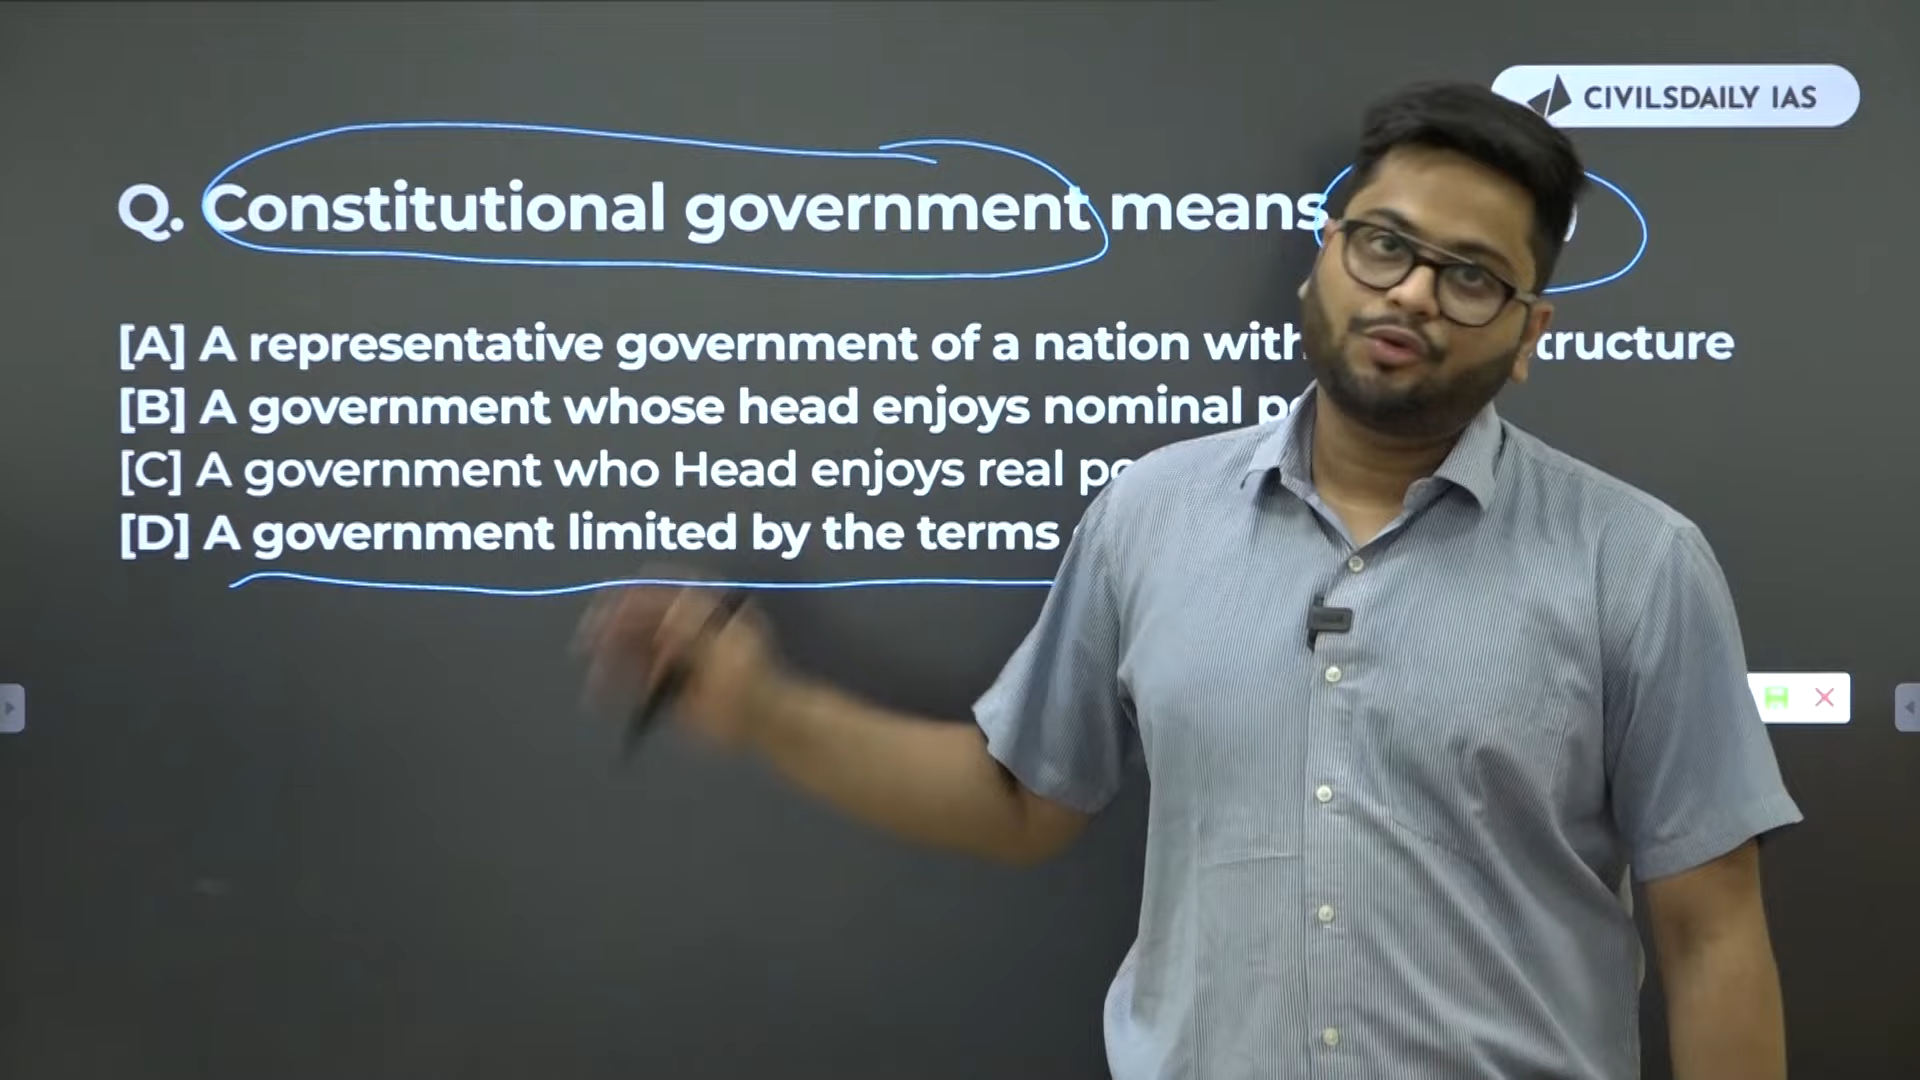 CIVILSDAILY IAS
Q. Constitutional government means
[A] A representative government of a nation with tructure
[B] A government whose head enjoys nominal
[C] A government who Head enjoys real
[D] A government limited by the terms